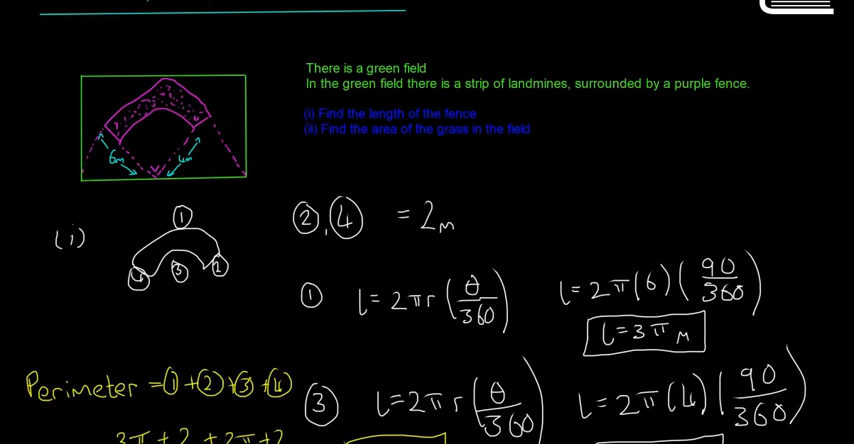 There is a green field
In the green field there is a strip of landmines, surrounded by a purple fence.
(i) Find the length of the fence
(ii) Find the area of the grass in the field
6m 4m
(i)
1
4 3 2
2, 4 = 2m
1 l = 2πr (θ/360) l = 2π(6) (90/360)
l = 3π m
Perimeter = 1 + 2 + 3 + 4
3 l = 2πr (θ/360) l = 2π(4) (90/360)
3π + 2 + 2π + 2